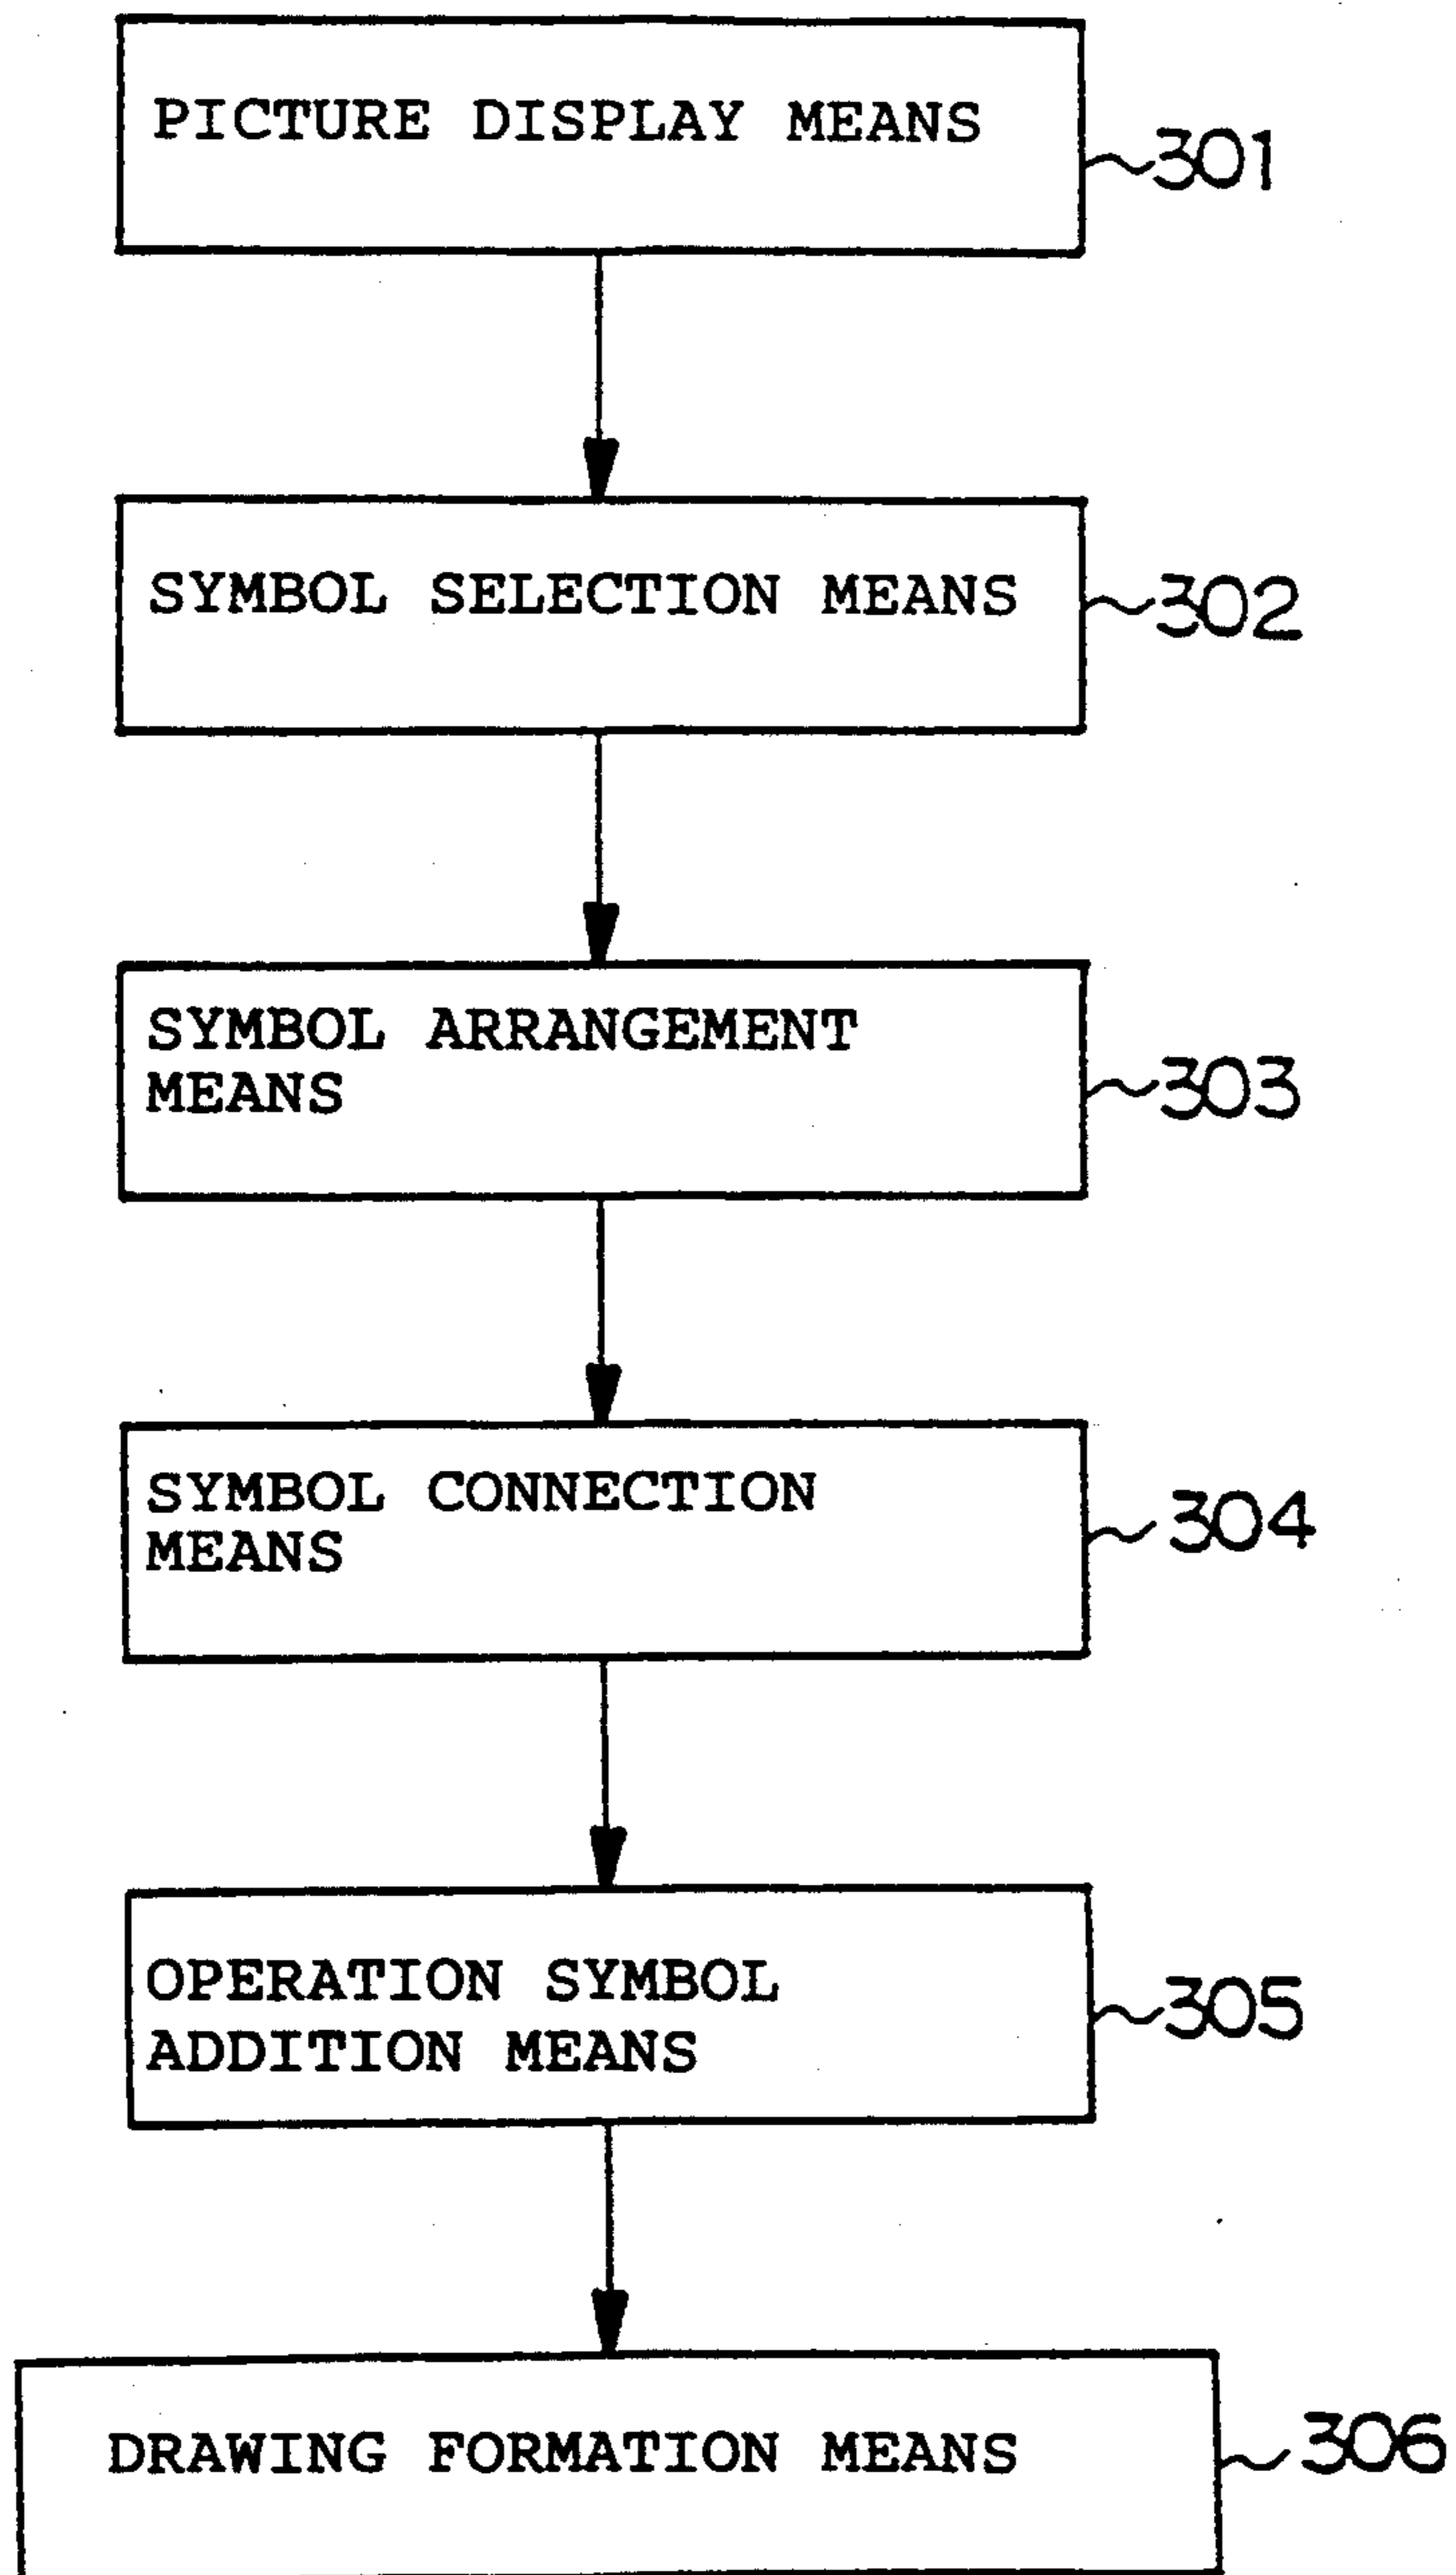 PICTURE DISPLAY MEANS
301
SYMBOL SELECTION MEANS
302
SYMBOL ARRANGEMENT
MEANS
303
SYMBOL CONNECTION
MEANS
304
OPERATION SYMBOL
ADDITION MEANS
305
DRAWING FORMATION MEANS
306